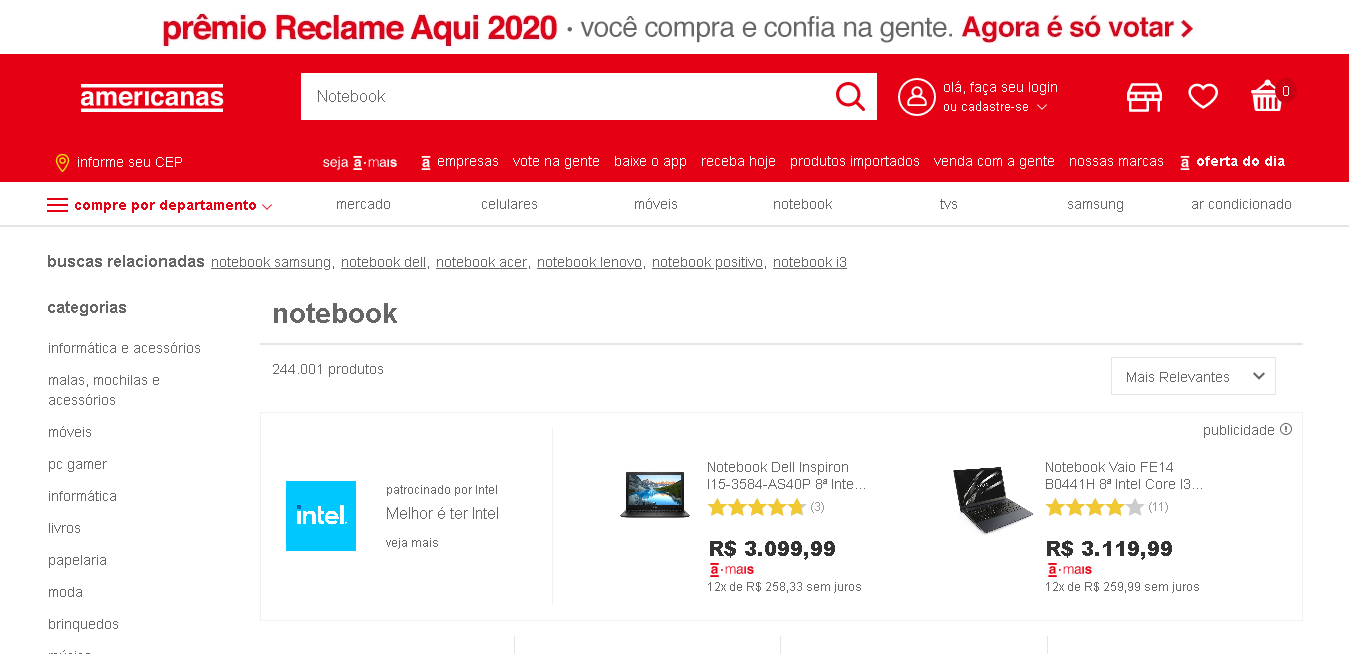 prêmio Reclame Aqui 2020 · você compra e confia na gente. Agora é só votar
americanas
Notebook
olá, faça seu login
ou cadastre-se
0
informe seu CEP
seja a·mais
a empresas
vote na gente
baixe o app
receba hoje
produtos importados
venda com a gente
nossas marcas
a oferta do dia
compre por departamento
mercado
celulares
móveis
notebook
tvs
samsung
ar condicionado
buscas relacionadas notebook samsung, notebook dell, notebook acer, notebook lenovo, notebook positivo, notebook i3
categorias
informática e acessórios
malas, mochilas e
acessórios
móveis
pc gamer
informática
livros
papelaria
moda
brinquedos
notebook
244.001 produtos
Mais Relevantes
publicidade
intel.
patrocinado por Intel
Melhor é ter Intel
veja mais
Notebook Dell Inspiron
I15-3584-AS40P 8ª Inte...
(3)
R$ 3.099,99
a·mais
12x de R$ 258,33 sem juros
Notebook Vaio FE14
B0441H 8ª Intel Core I3...
(11)
R$ 3.119,99
a·mais
12x de R$ 259,99 sem juros